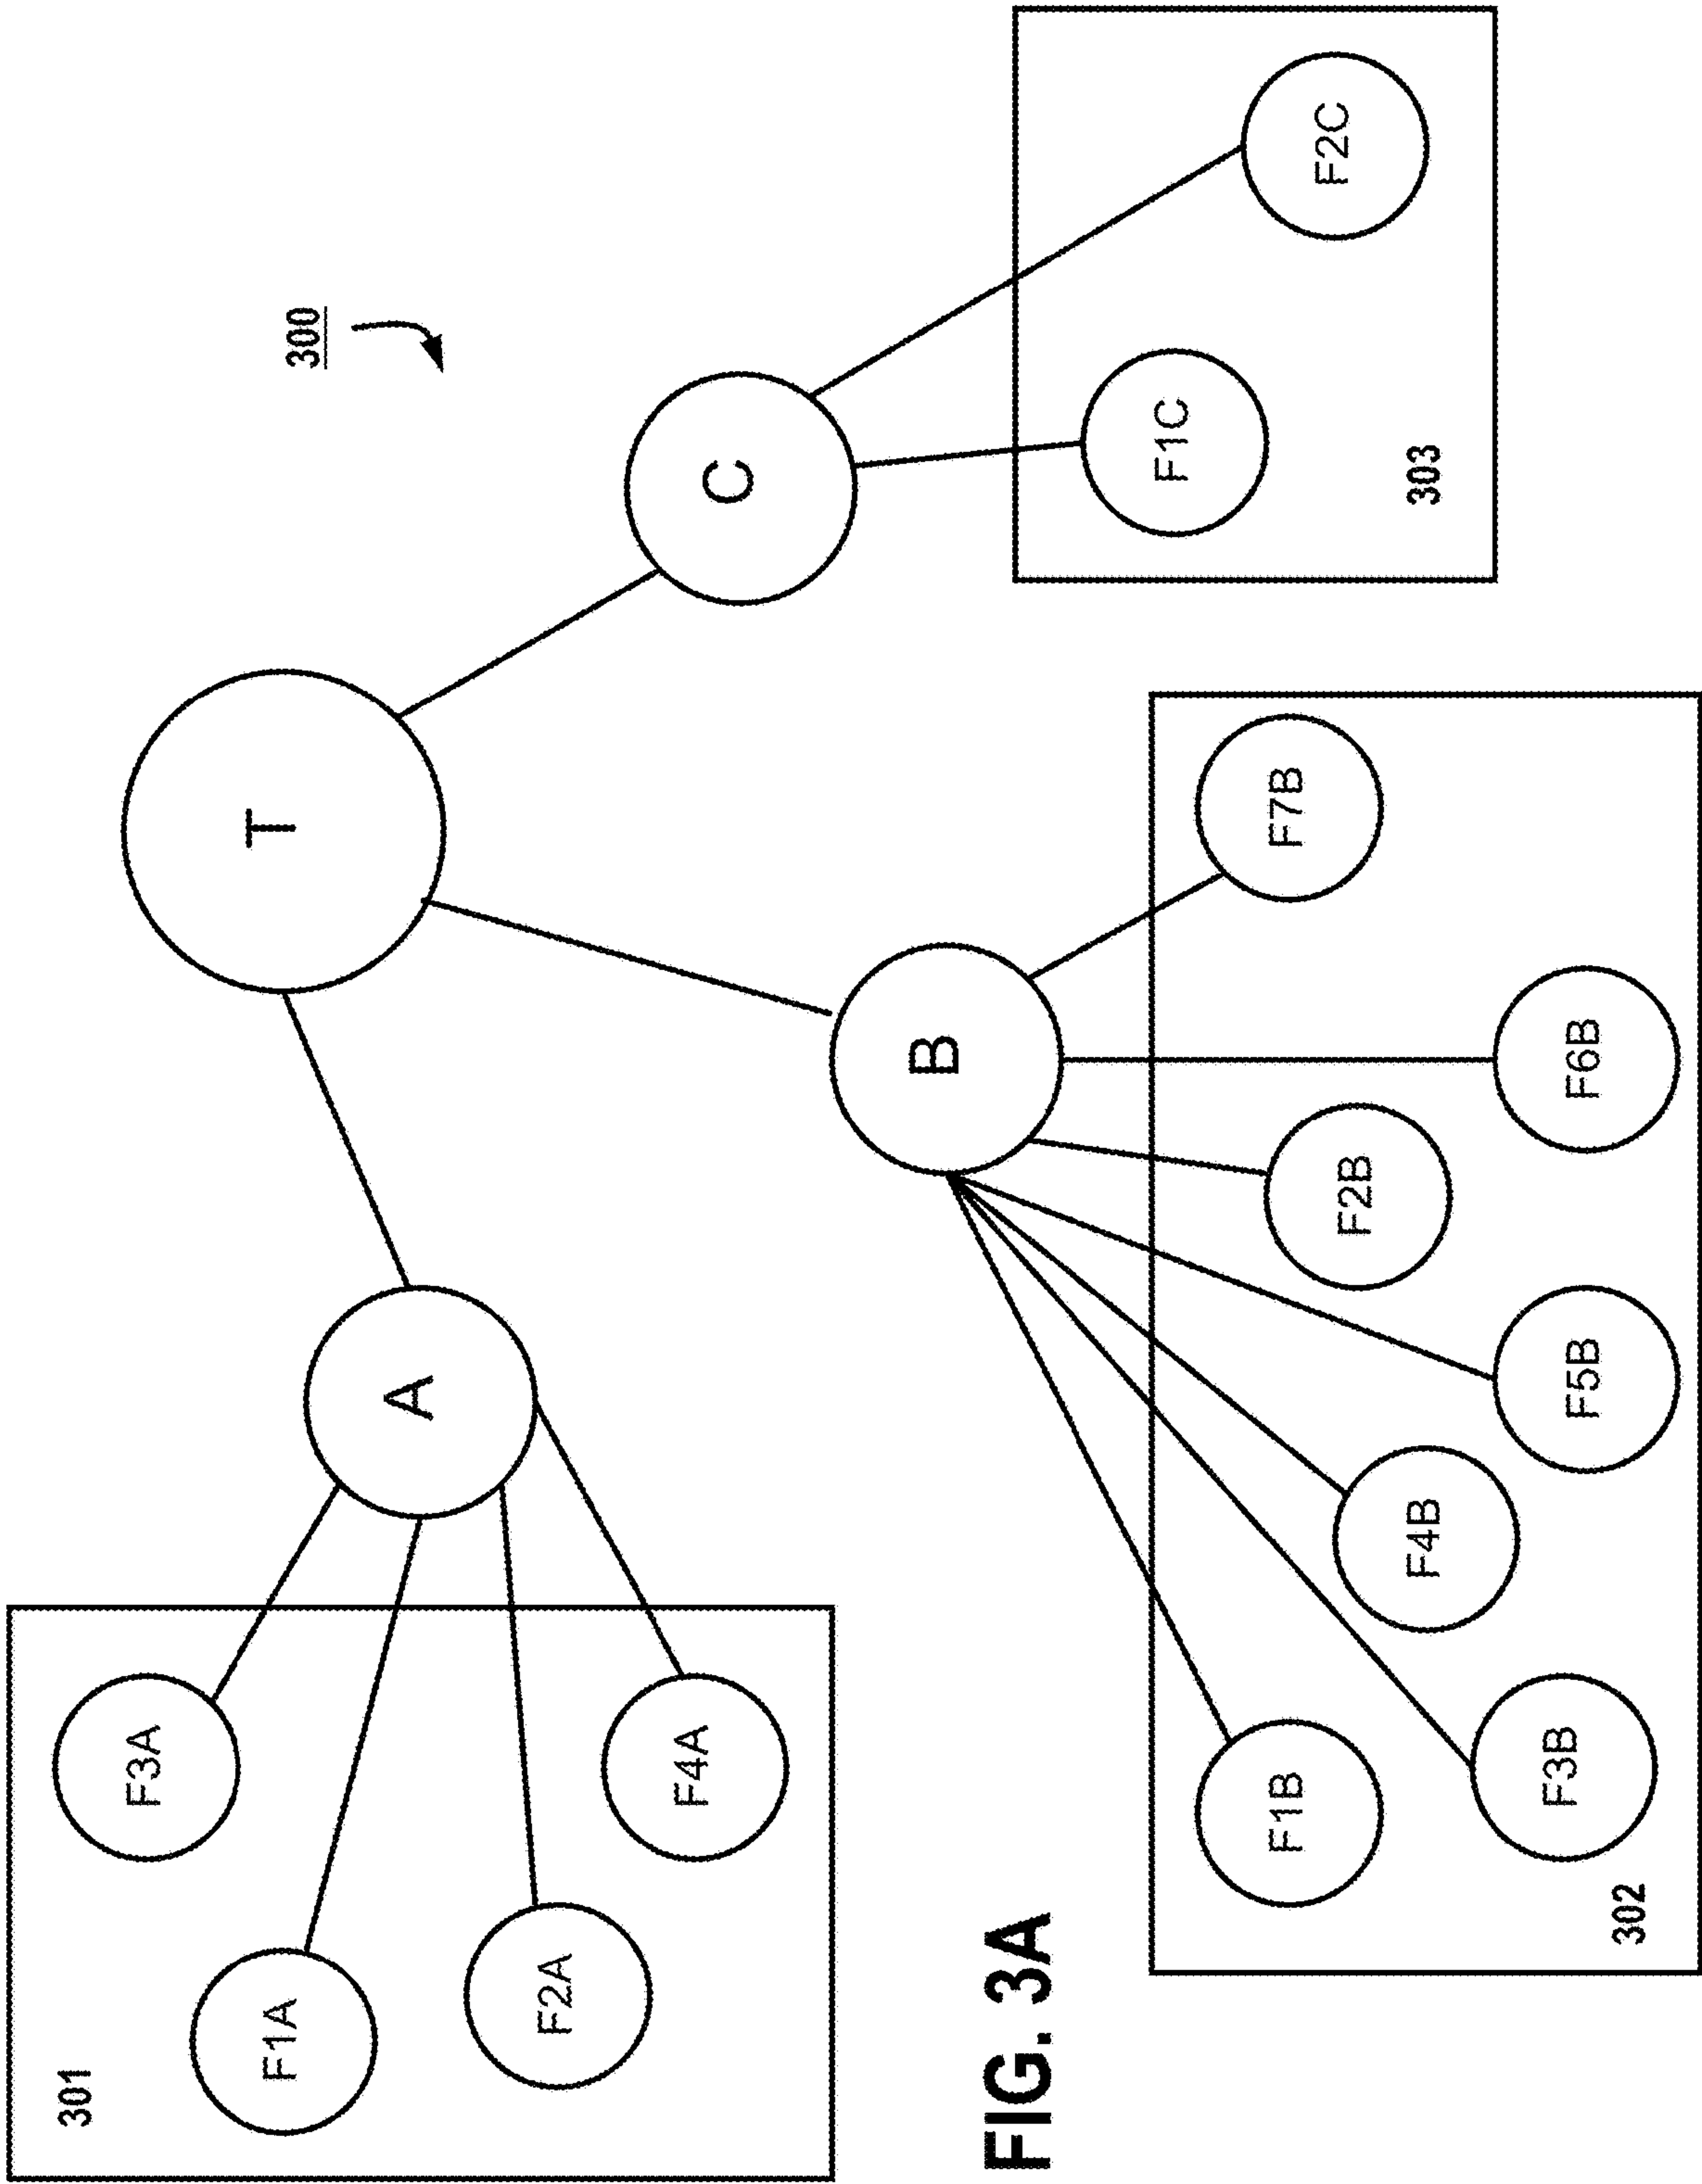 300
T
A
B
C
301
F3A
F1A
F2A
F4A
F1B
F3B
F4B
F5B
F2B
F6B
F7B
302
F1C
F2C
303
FIG. 3A